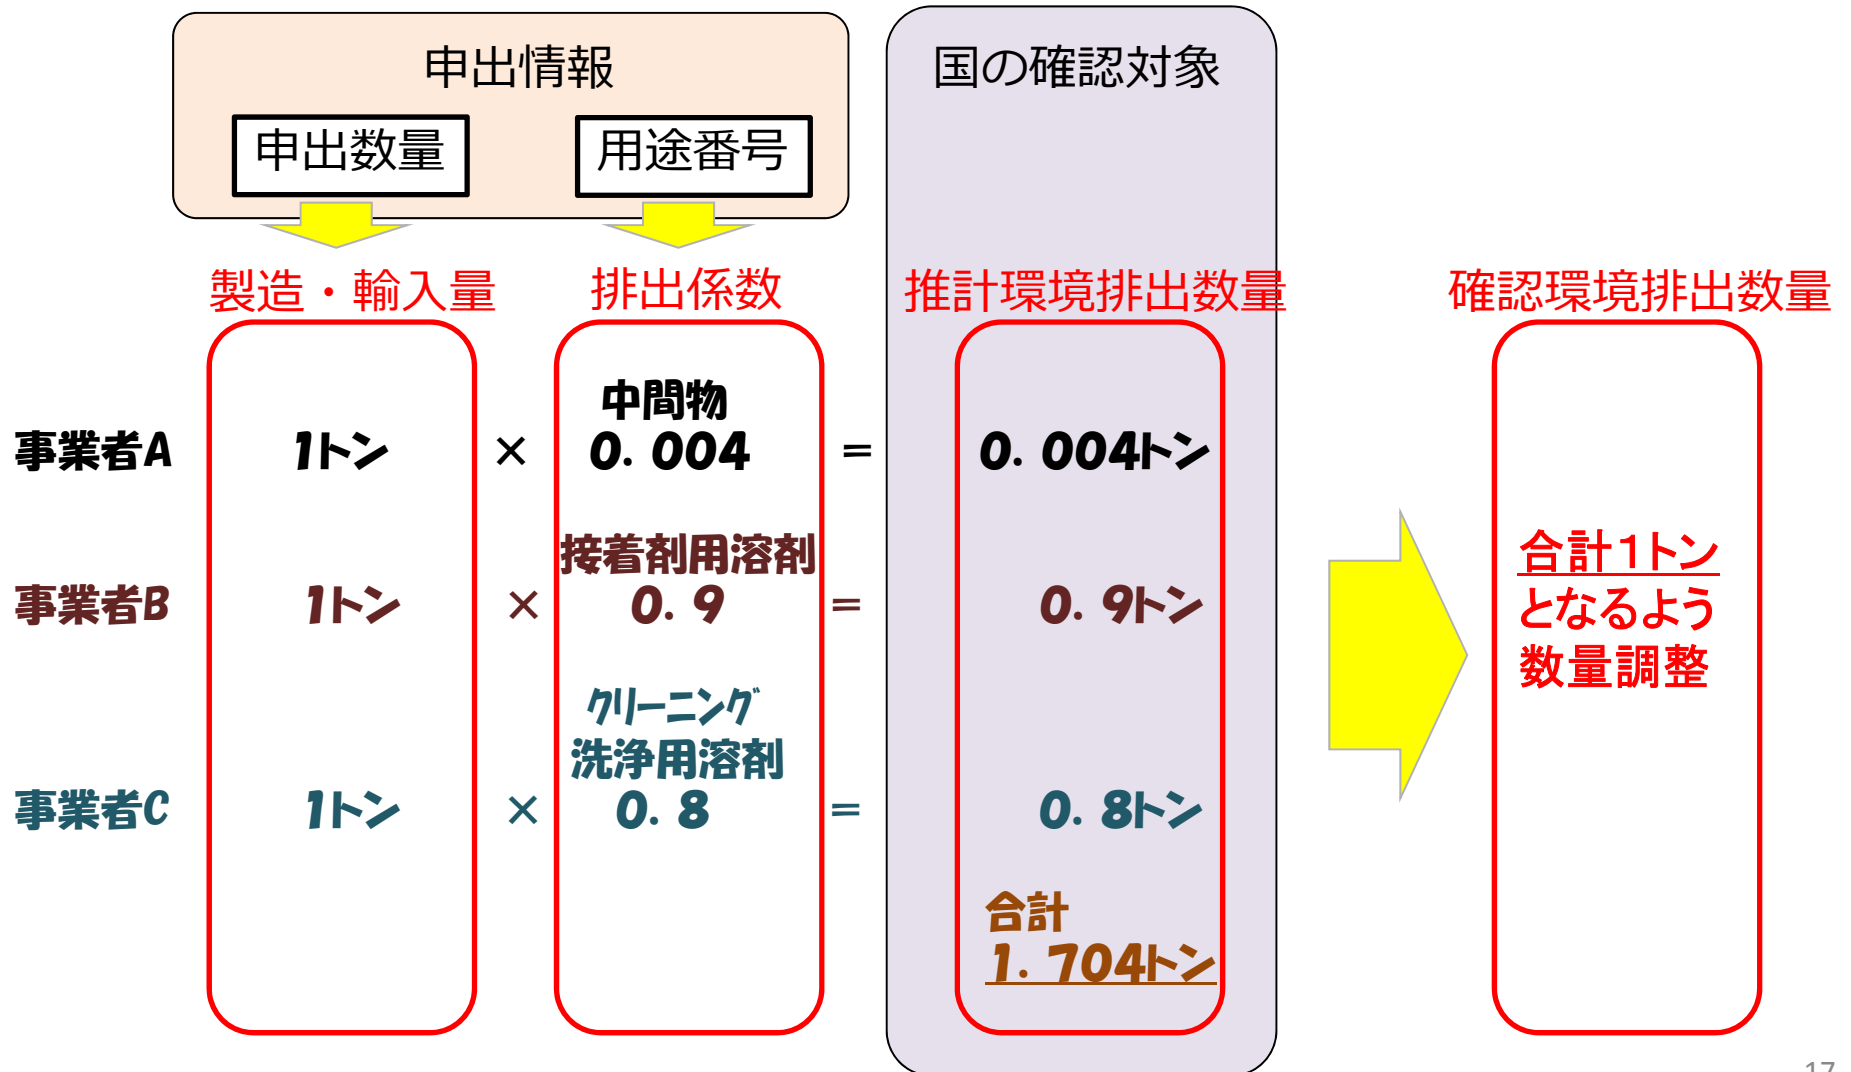 申出情報
国の確認対象
申出数量
用途番号
製造・輸入量
排出係数
推計環境排出数量
確認環境排出数量
中間物
事業者A 1トン × 0.004 = 0.004トン
接着剤用溶剤
事業者B 1トン × 0.9 = 0.9トン
クリーニング
洗浄用溶剤
事業者C 1トン × 0.8 = 0.8トン
合計
1.704トン
合計1トン
となるよう
数量調整
17